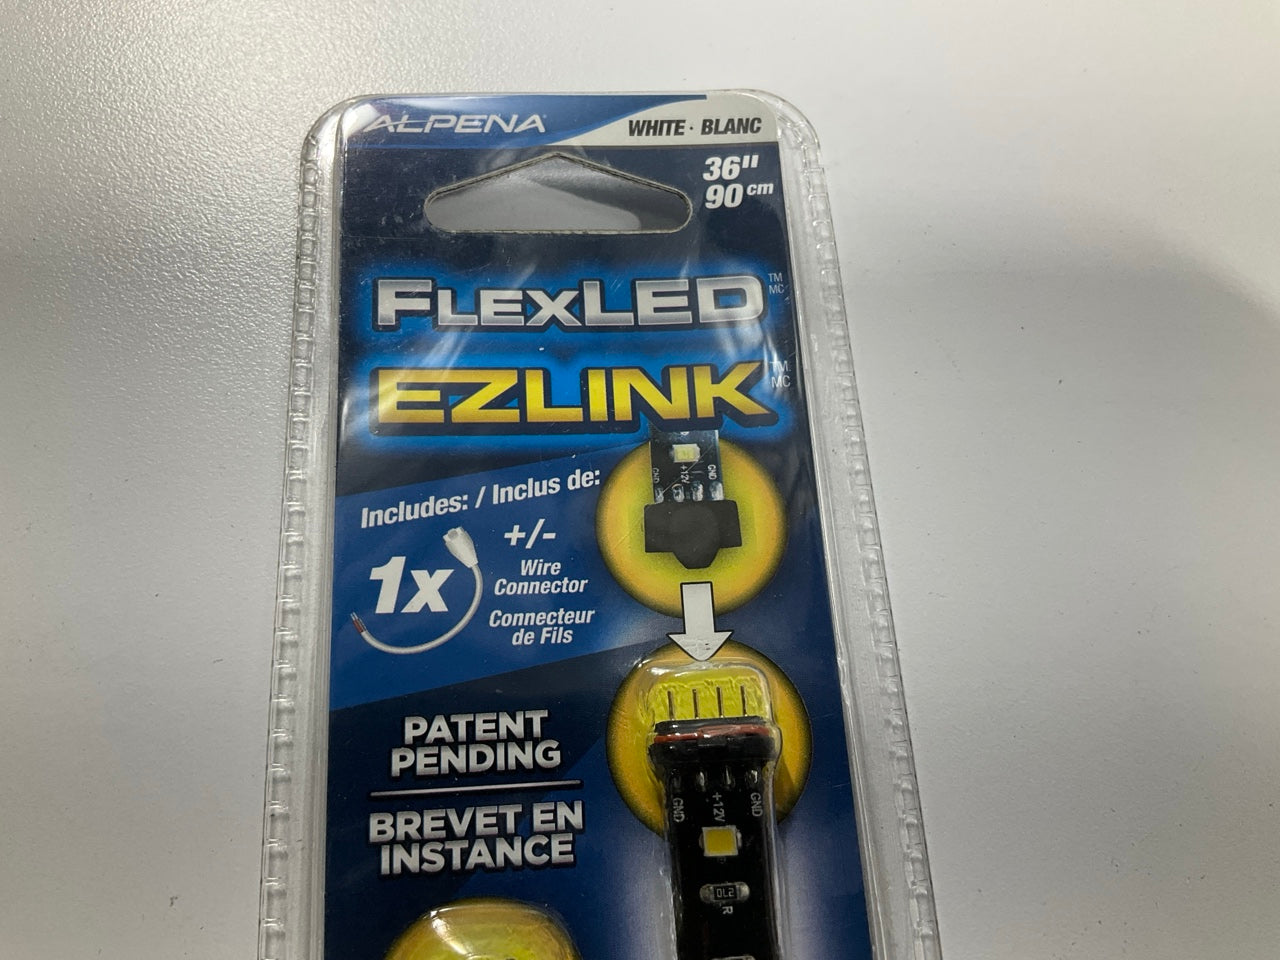 ALPENA
WHITE · BLANC
36"
90 cm
FLEXLED
TM
MC
EZLINK
TM
MC
Includes: / Inclus de:
1x
+/-
Wire
Connector
Connecteur
de Fils
GND
+12V
GND
PATENT
PENDING
BREVET EN
INSTANCE
GND
+12V
GND
R